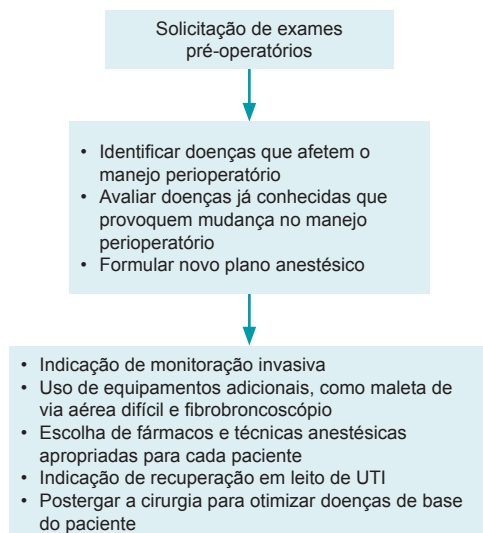 Solicitação de exames
pré-operatórios
• Identificar doenças que afetem o
manejo perioperatório
• Avaliar doenças já conhecidas que
provoquem mudança no manejo
perioperatório
• Formular novo plano anestésico
• Indicação de monitoração invasiva
• Uso de equipamentos adicionais, como maleta de
via aérea difícil e fibrobroncoscópio
• Escolha de fármacos e técnicas anestésicas
apropriadas para cada paciente
• Indicação de recuperação em leito de UTI
• Postergar a cirurgia para otimizar doenças de base
do paciente